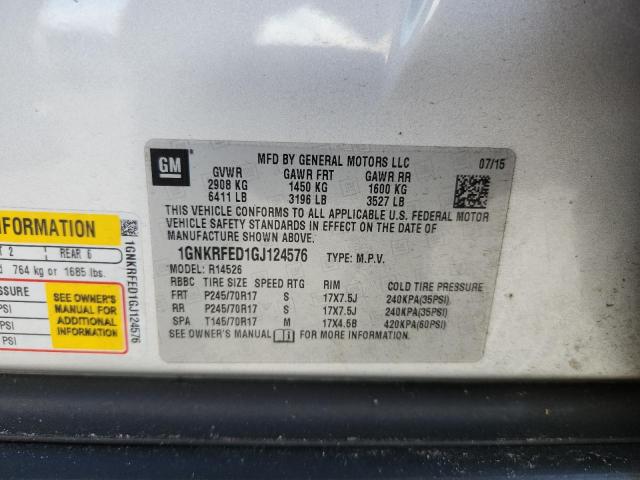 GM
MFD BY GENERAL MOTORS LLC
07/15
GVWR GAWR FRT GAWR RR
2908 KG 1450 KG 1600 KG
6411 LB 3196 LB 3527 LB
THIS VEHICLE CONFORMS TO ALL APPLICABLE U.S. FEDERAL MOTOR
VEHICLE SAFETY STANDARDS IN EFFECT ON THE DATE OF
MANUFACTURE SHOWN ABOVE.
1GNKRFED1GJ124576 TYPE: M.P.V.
MODEL: R14526
RBBC TIRE SIZE SPEED RTG RIM COLD TIRE PRESSURE
FRT P245/70R17 S 17X7.5J 240KPA(35PSI)
RR P245/70R17 S 17X7.5J 240KPA(35PSI)
SPA T145/70R17 M 17X4.5B 420KPA(60PSI)
SEE OWNER'S MANUAL FOR MORE INFORMATION.
INFORMATION
2 REAR 6
764 kg or 1685 lbs.
SEE OWNER'S
MANUAL FOR
ADDITIONAL
INFORMATION
PSI
PSI
PSI
1GNKRFED1GJ124576